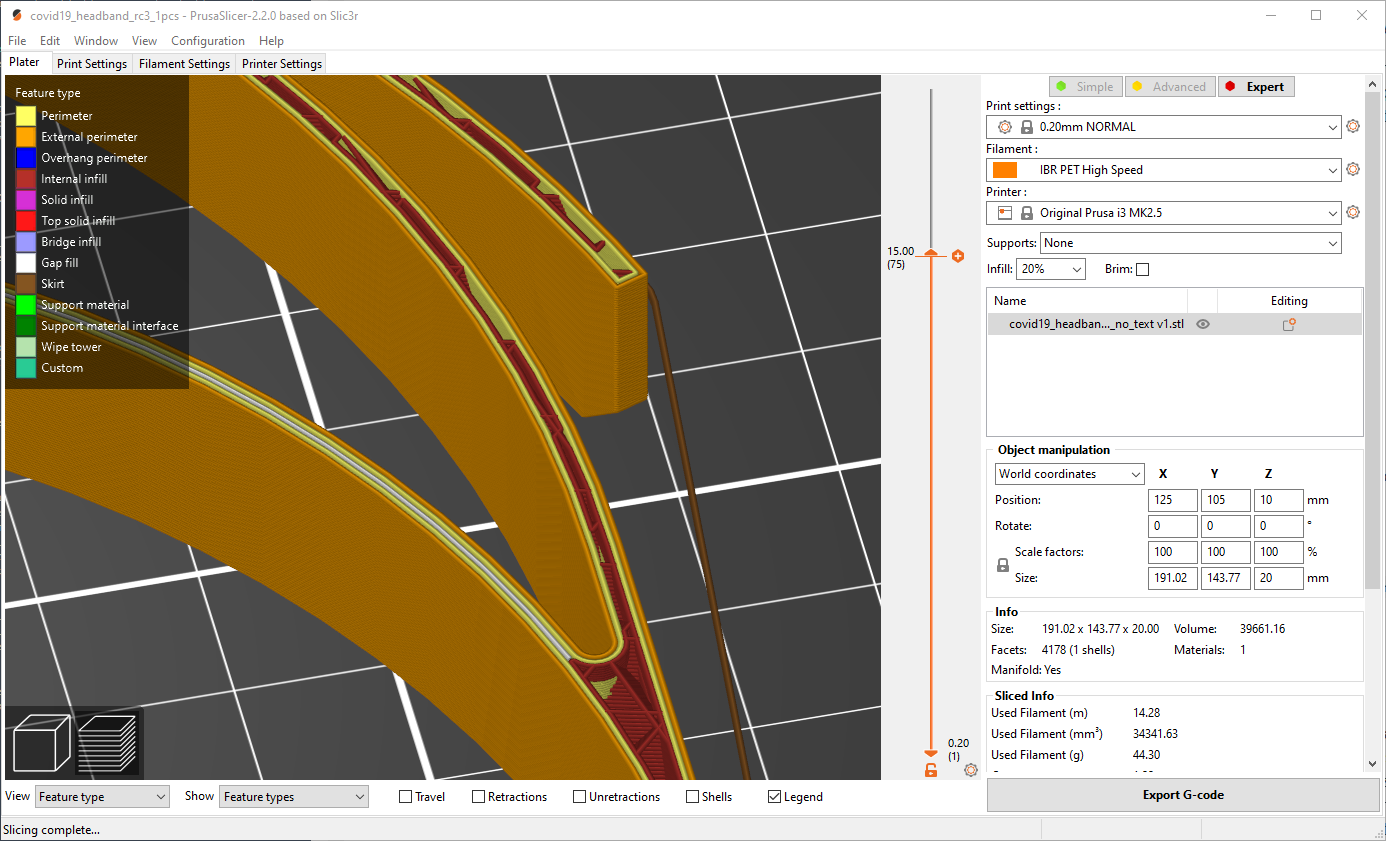 covid19_headband_rc3_1pcs - PrusaSlicer-2.2.0 based on Slic3r
File Edit Window View Configuration Help
Plater Print Settings Filament Settings Printer Settings
Feature type
Perimeter
External perimeter
Overhang perimeter
Internal infill
Solid infill
Top solid infill
Bridge infill
Gap fill
Skirt
Support material
Support material interface
Wipe tower
Custom
15.00
(75)
0.20
(1)
Simple Advanced Expert
Print settings :
0.20mm NORMAL
Filament :
IBR PET High Speed
Printer :
Original Prusa i3 MK2.5
Supports: None
Infill: 20% Brim:
Name Editing
covid19_headban..._no_text v1.stl
Object manipulation
World coordinates X Y Z
Position: 125 105 10 mm
Rotate: 0 0 0 °
Scale factors: 100 100 100 %
Size: 191.02 143.77 20 mm
Info
Size: 191.02 x 143.77 x 20.00 Volume: 39661.16
Facets: 4178 (1 shells) Materials: 1
Manifold: Yes
Sliced Info
Used Filament (m) 14.28
Used Filament (mm³) 34341.63
Used Filament (g) 44.30
View Feature type Show Feature types Travel Retractions Unretractions Shells Legend
Export G-code
Slicing complete...